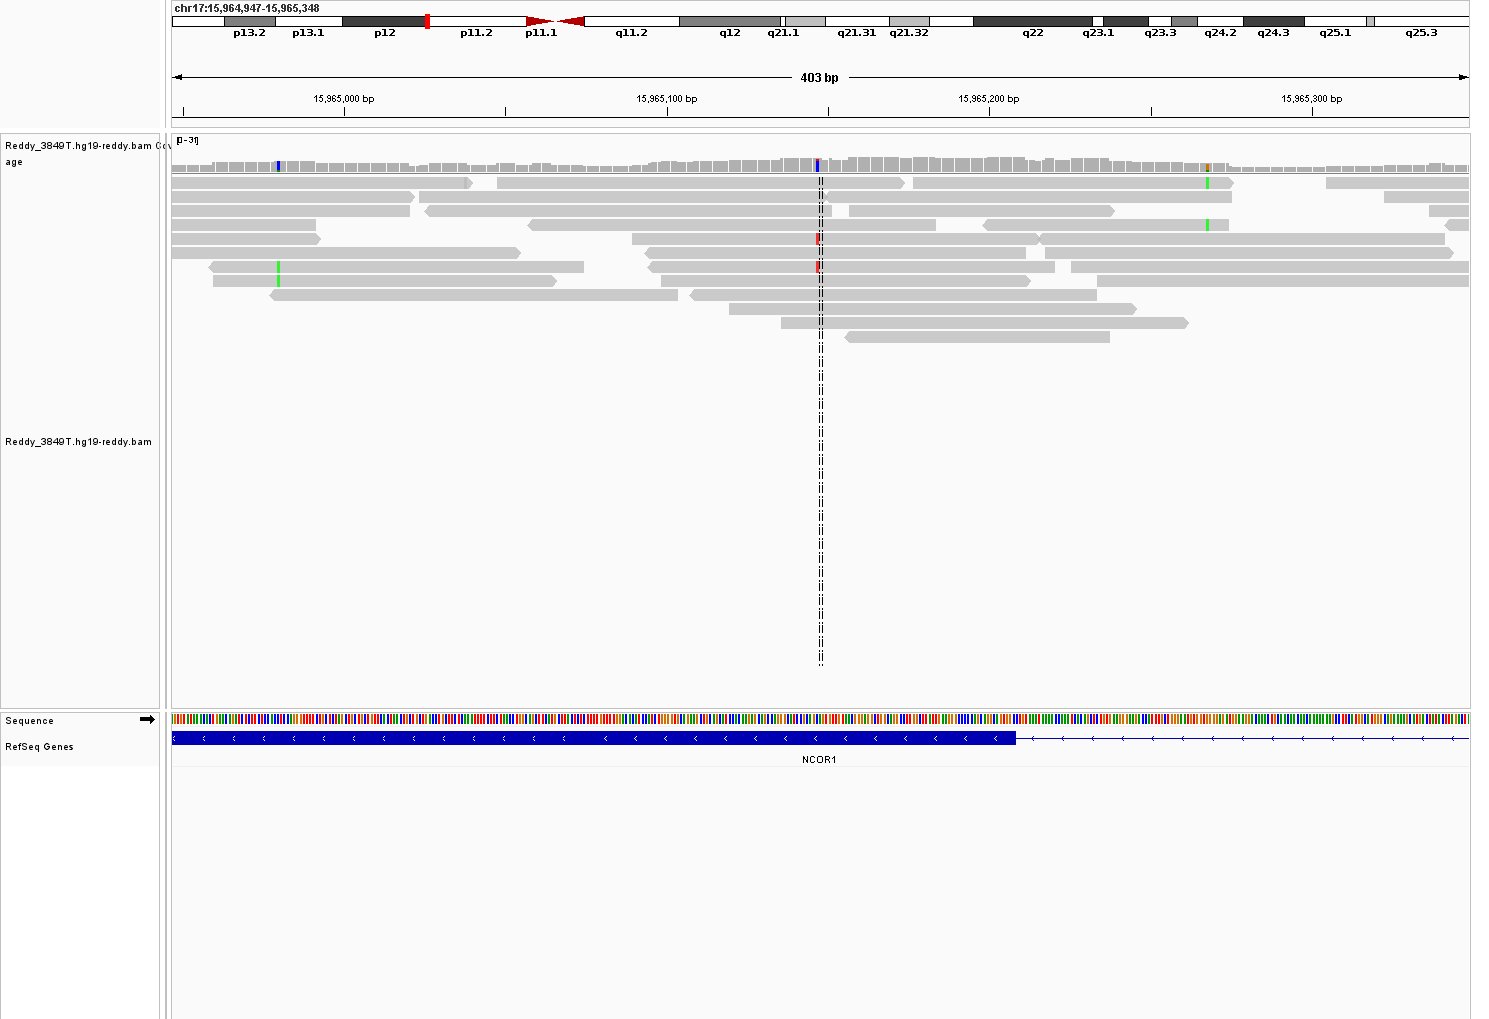 chr17:15,964,947-15,965,348
p13.2 p13.1 p12 p11.2 p11.1 q11.2 q12 q21.1 q21.31 q21.32 q22 q23.1 q23.3 q24.2 q24.3 q25.1 q25.3
403 bp
15,965,000 bp 15,965,100 bp 15,965,200 bp 15,965,300 bp
Reddy_3849T.hg19-reddy.bam Cov
age
[0-31]
Reddy_3849T.hg19-reddy.bam
Sequence
RefSeq Genes
NCOR1